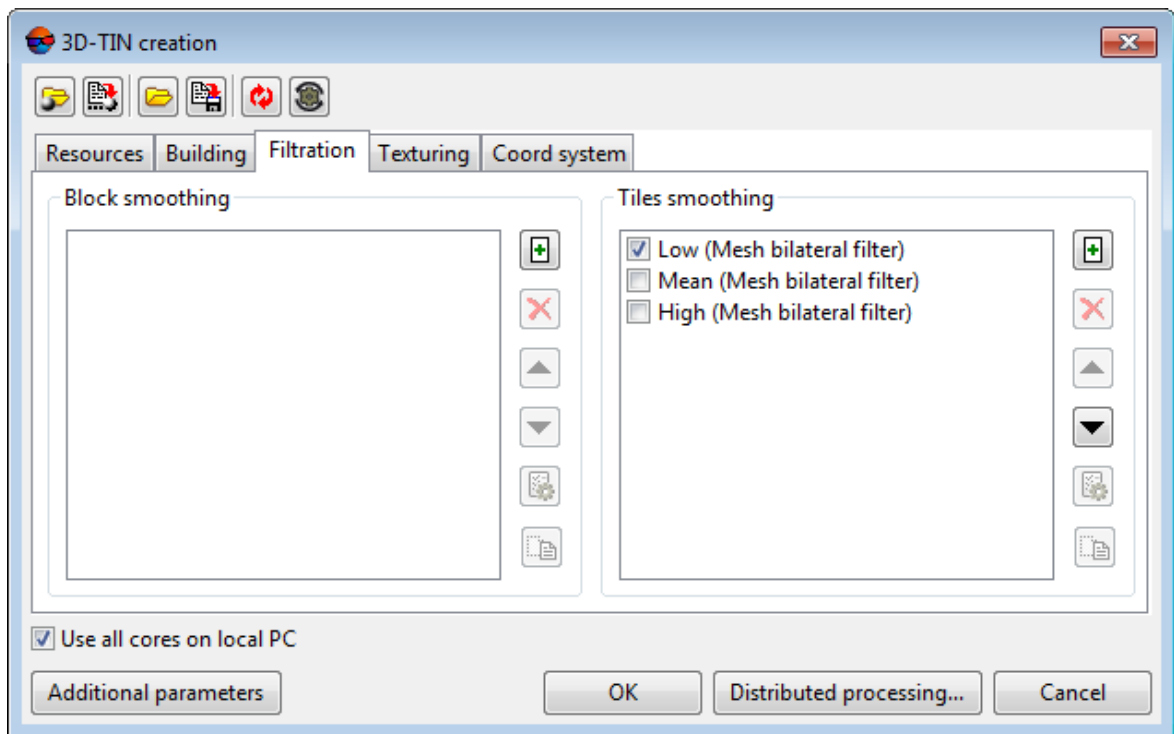 3D-TIN creation
Resources Building Filtration Texturing Coord system
Block smoothing
Tiles smoothing
Low (Mesh bilateral filter)
Mean (Mesh bilateral filter)
High (Mesh bilateral filter)
Use all cores on local PC
Additional parameters OK Distributed processing... Cancel